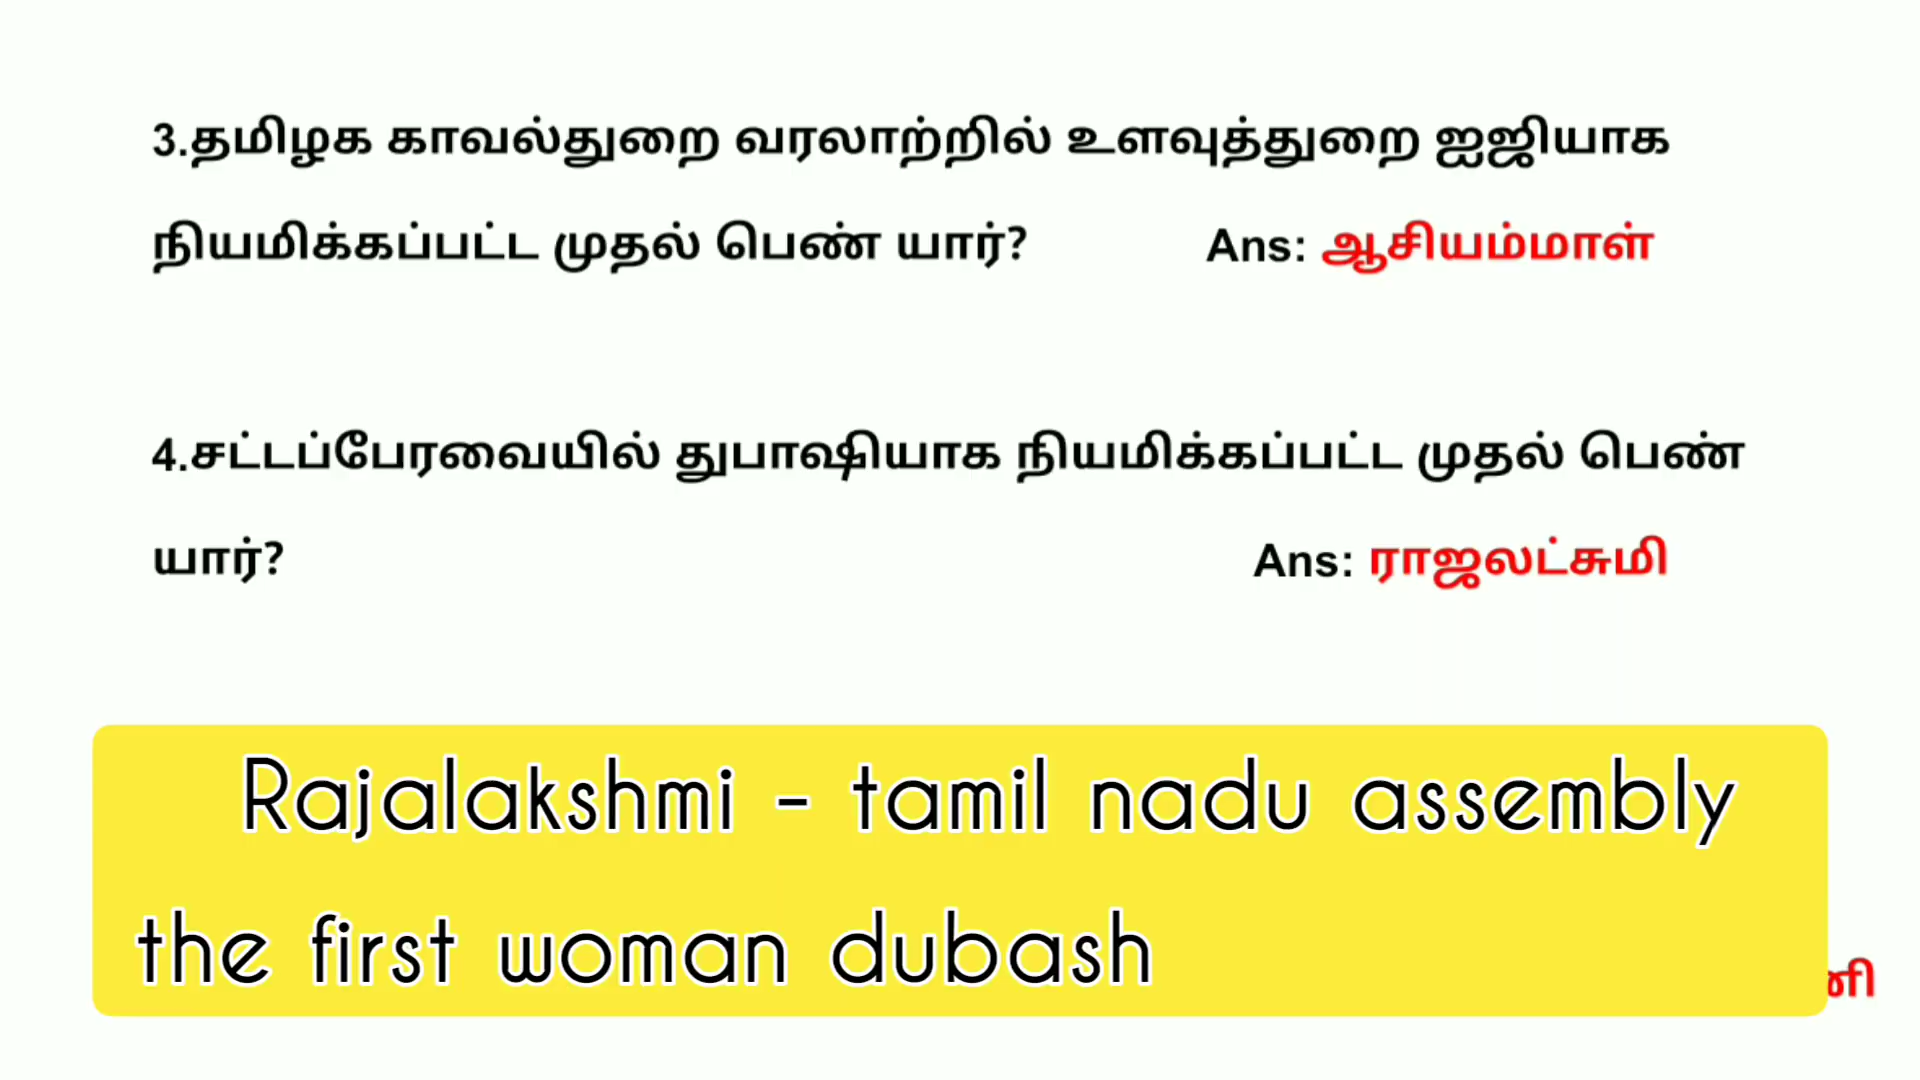 3.தமிழக காவல்துறை வரலாற்றில் உளவுத்துறை ஐஜியாக
நியமிக்கப்பட்ட முதல் பெண் யார்? Ans: ஆசியம்மாள்
4.சட்டப்பேரவையில் துபாஷியாக நியமிக்கப்பட்ட முதல் பெண்
யார்? Ans: ராஜலட்சுமி
Rajalakshmi - tamil nadu assembly
the first woman dubash